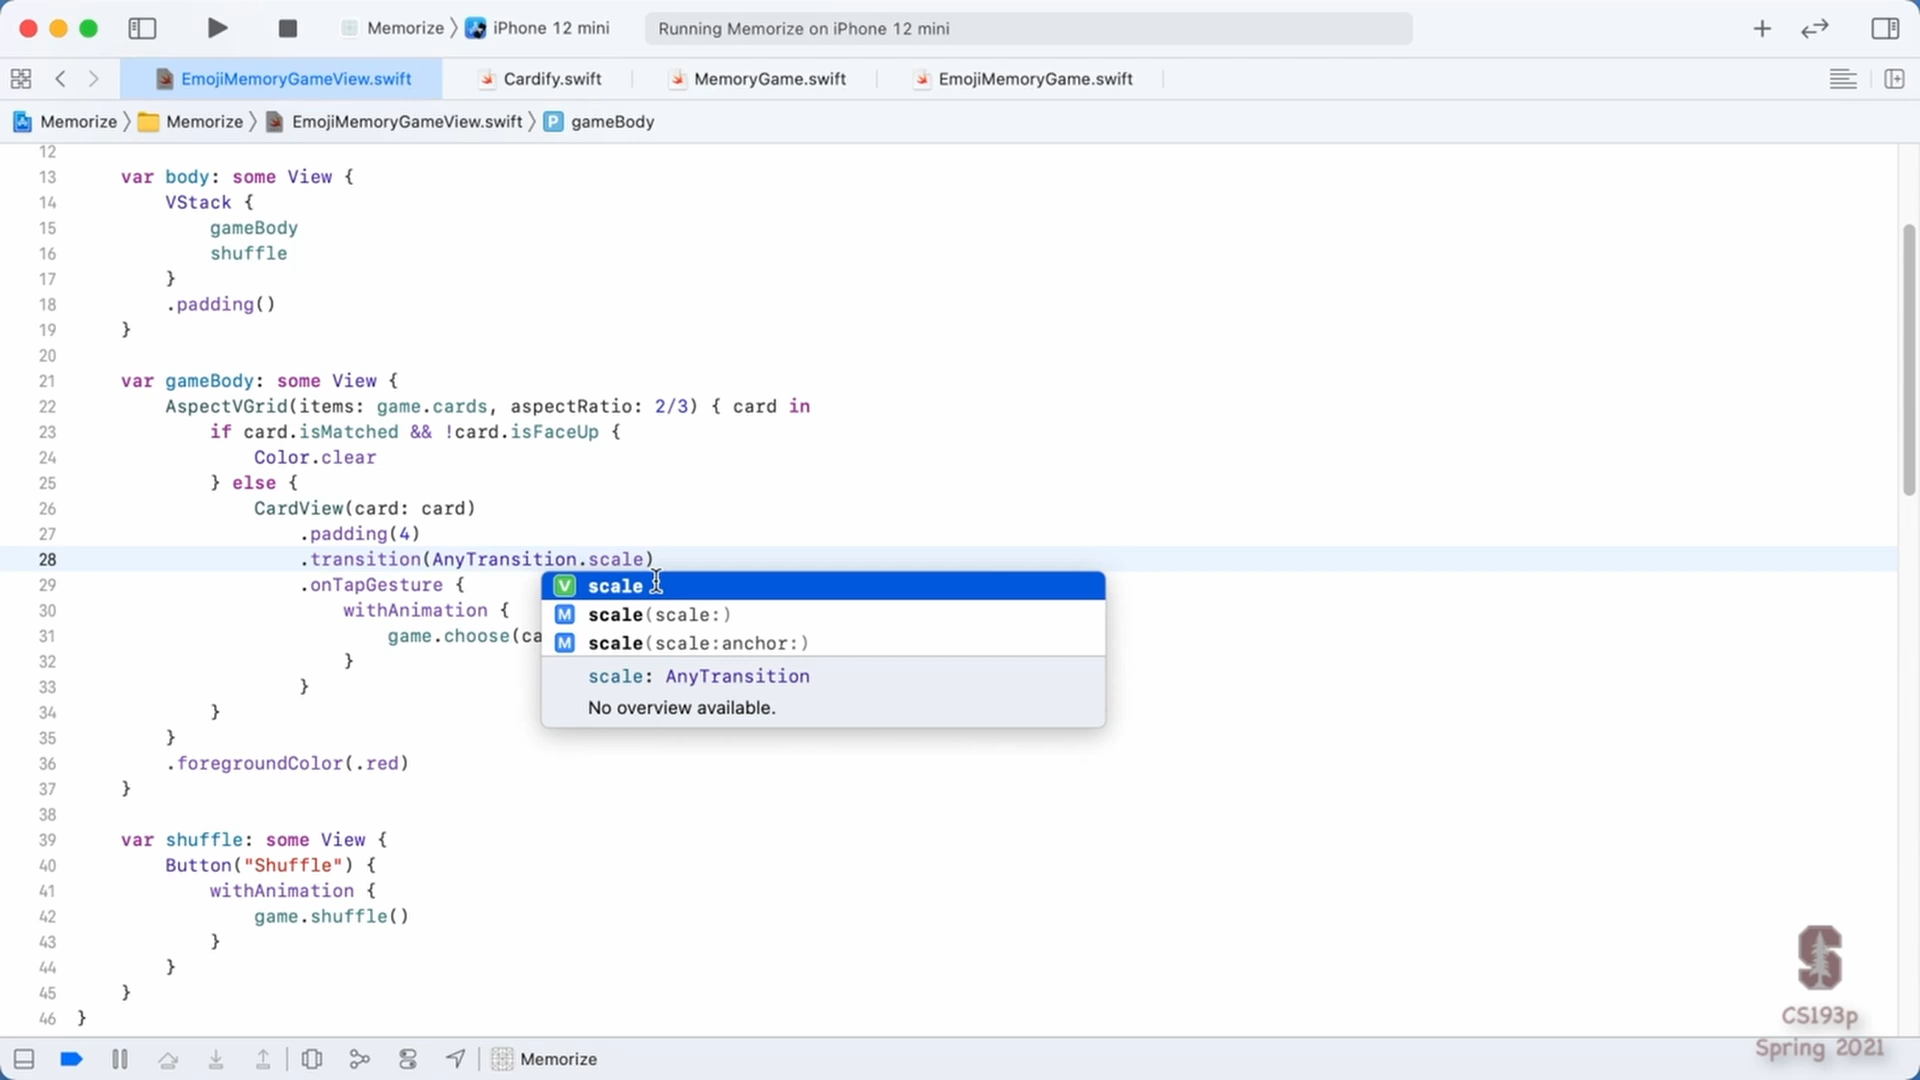 Memorize 〉 iPhone 12 mini
Running Memorize on iPhone 12 mini
EmojiMemoryGameView.swift
Cardify.swift
MemoryGame.swift
EmojiMemoryGame.swift
Memorize 〉 Memorize 〉 EmojiMemoryGameView.swift 〉 P gameBody
12
13 var body: some View {
14 VStack {
15 gameBody
16 shuffle
17 }
18 .padding()
19 }
20
21 var gameBody: some View {
22 AspectVGrid(items: game.cards, aspectRatio: 2/3) { card in
23 if card.isMatched && !card.isFaceUp {
24 Color.clear
25 } else {
26 CardView(card: card)
27 .padding(4)
28 .transition(AnyTransition.scale)
29 .onTapGesture {
30 withAnimation {
31 game.choose(ca
32 }
33 }
34 }
35 }
36 .foregroundColor(.red)
37 }
38
39 var shuffle: some View {
40 Button("Shuffle") {
41 withAnimation {
42 game.shuffle()
43 }
44 }
45 }
46 }
V scale
M scale(scale:)
M scale(scale:anchor:)
scale: AnyTransition
No overview available.
Memorize
S
CS193p
Spring 2021